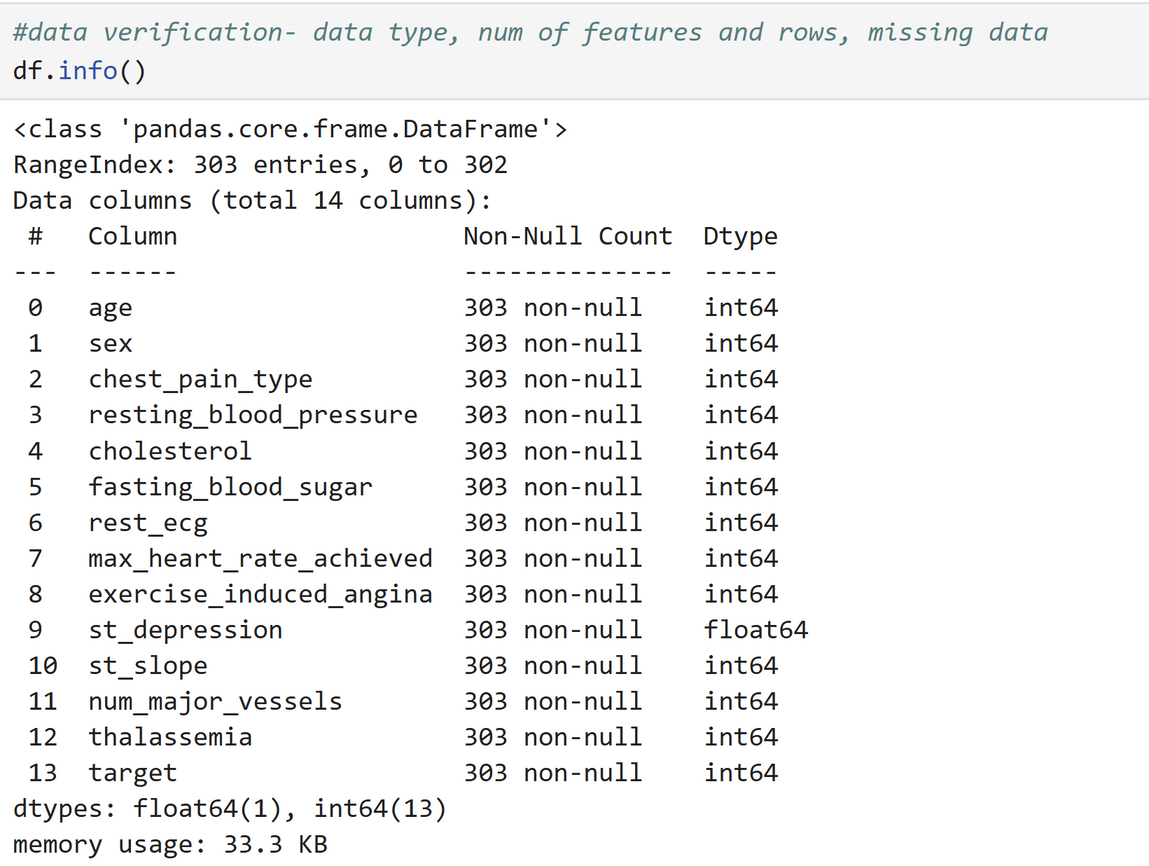 #data verification- data type, num of features and rows, missing data
df.info()
<class 'pandas.core.frame.DataFrame'>
RangeIndex: 303 entries, 0 to 302
Data columns (total 14 columns):
 #   Column                   Non-Null Count  Dtype
---  ------                   --------------  -----
 0   age                      303 non-null    int64
 1   sex                      303 non-null    int64
 2   chest_pain_type          303 non-null    int64
 3   resting_blood_pressure   303 non-null    int64
 4   cholesterol              303 non-null    int64
 5   fasting_blood_sugar      303 non-null    int64
 6   rest_ecg                 303 non-null    int64
 7   max_heart_rate_achieved  303 non-null    int64
 8   exercise_induced_angina  303 non-null    int64
 9   st_depression            303 non-null    float64
 10  st_slope                 303 non-null    int64
 11  num_major_vessels        303 non-null    int64
 12  thalassemia              303 non-null    int64
 13  target                   303 non-null    int64
dtypes: float64(1), int64(13)
memory usage: 33.3 KB